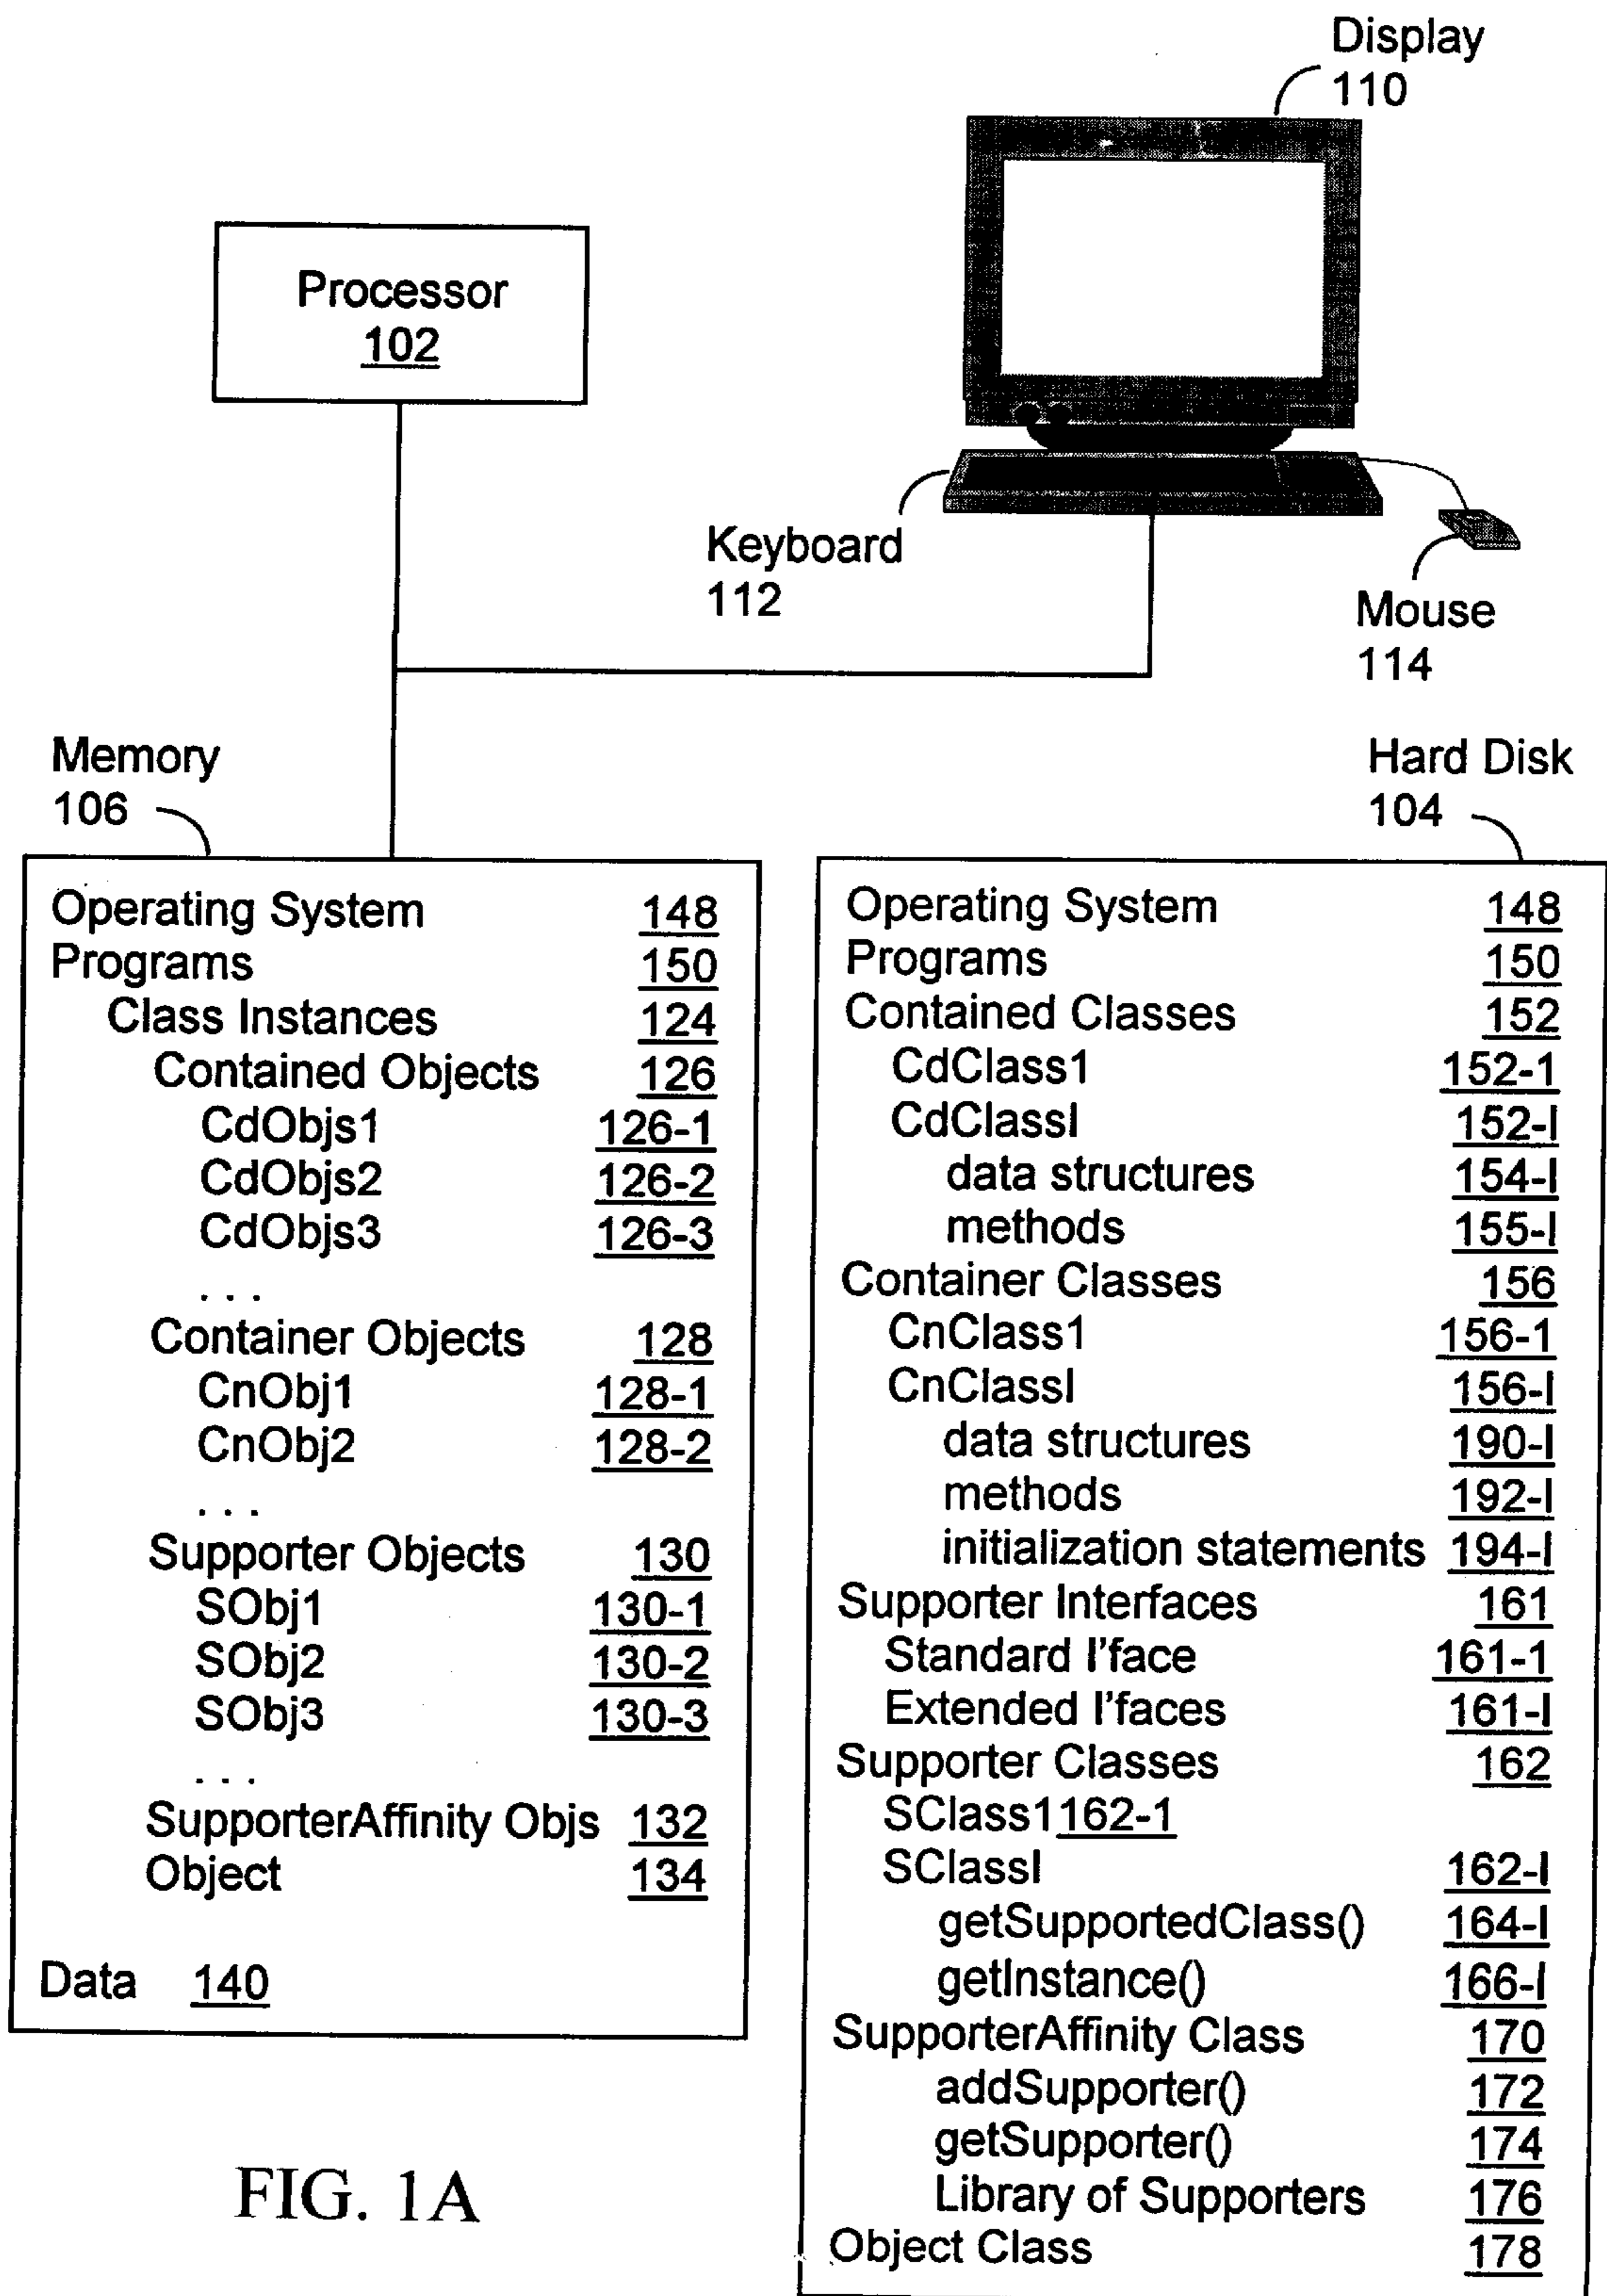 Display
110
Processor
102
Keyboard
112
Mouse
114
Memory
106
Operating System 148
Programs 150
Class Instances 124
Contained Objects 126
CdObjs1 126-1
CdObjs2 126-2
CdObjs3 126-3
. . .
Container Objects 128
CnObj1 128-1
CnObj2 128-2
. . .
Supporter Objects 130
SObj1 130-1
SObj2 130-2
SObj3 130-3
. . .
SupporterAffinity Objs 132
Object 134
Data 140
Hard Disk
104
Operating System 148
Programs 150
Contained Classes 152
CdClass1 152-1
CdClassI 152-I
data structures 154-I
methods 155-I
Container Classes 156
CnClass1 156-1
CnClassI 156-I
data structures 190-I
methods 192-I
initialization statements 194-I
Supporter Interfaces 161
Standard I'face 161-1
Extended I'faces 161-I
Supporter Classes 162
SClass1162-1
SClassI 162-I
getSupportedClass() 164-I
getInstance() 166-I
SupporterAffinity Class 170
addSupporter() 172
getSupporter() 174
Library of Supporters 176
Object Class 178
FIG. 1A